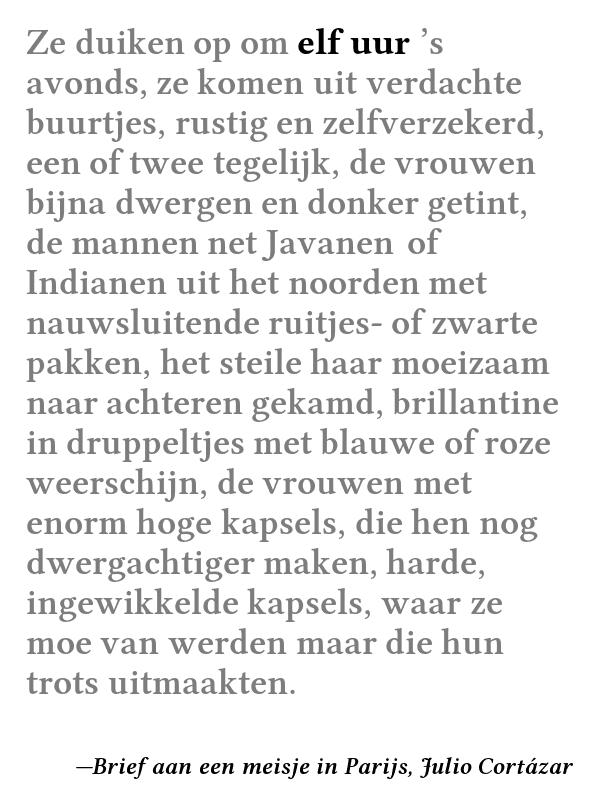 Ze duiken op om elf uur ’s
avonds, ze komen uit verdachte
buurtjes, rustig en zelfverzekerd,
een of twee tegelijk, de vrouwen
bijna dwergen en donker getint,
de mannen net Javanen of
Indianen uit het noorden met
nauwsluitende ruitjes- of zwarte
pakken, het steile haar moeizaam
naar achteren gekamd, brillantine
in druppeltjes met blauwe of roze
weerschijn, de vrouwen met
enorm hoge kapsels, die hen nog
dwergachtiger maken, harde,
ingewikkelde kapsels, waar ze
moe van werden maar die hun
trots uitmaakten.
—Brief aan een meisje in Parijs, Julio Cortázar